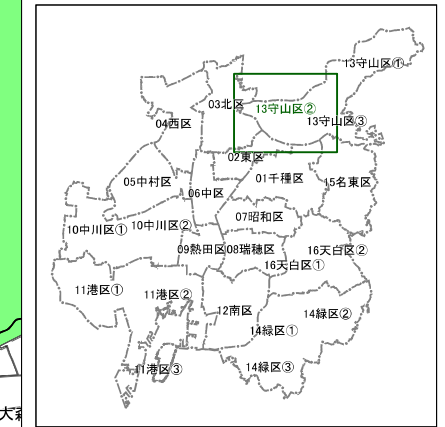 13守山区①
03北区
13守山区②
13守山区③
04西区
02東区
05中村区
01千種区
15名東区
06中区
07昭和区
10中川区①
10中川区②
09熱田区
08瑞穂区
16天白区②
16天白区①
11港区①
11港区②
12南区
14緑区②
14緑区①
11港区③
14緑区③
大森